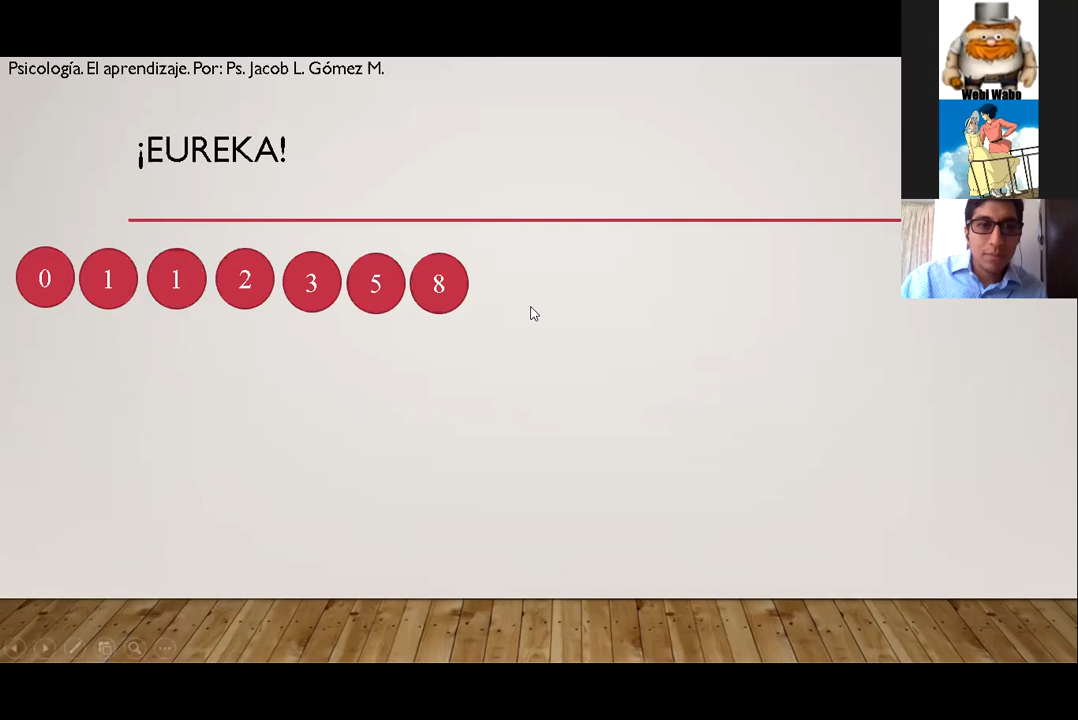 Psicología. El aprendizaje. Por: Ps. Jacob L. Gómez M.
¡EUREKA!
0 1 1 2 3 5 8
Webi Wabo